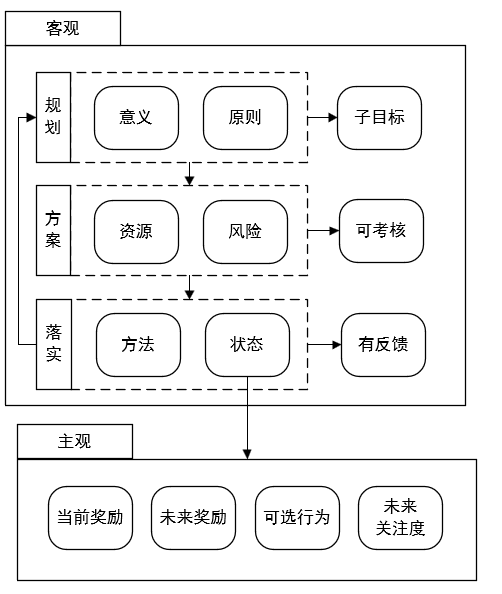 客观
规划
意义
原则
子目标
方案
资源
风险
可考核
落实
方法
状态
有反馈
主观
当前奖励
未来奖励
可选行为
未来
关注度